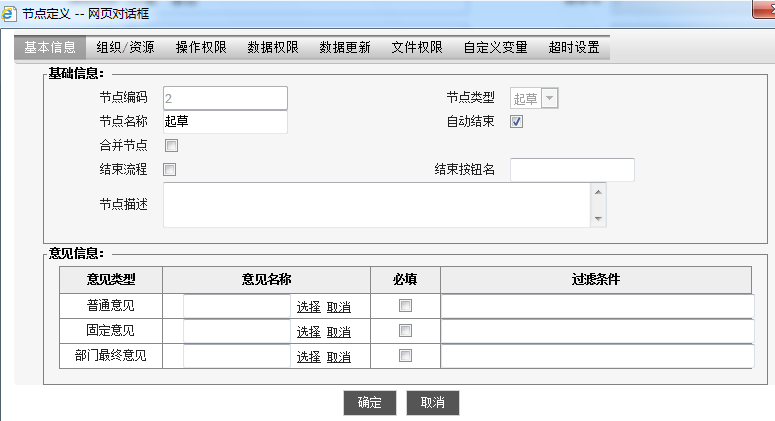 节点定义 -- 网页对话框
基本信息 组织/资源 操作权限 数据权限 数据更新 文件权限 自定义变量 超时设置
基础信息：
节点编码 2 节点类型 起草
节点名称 起草 自动结束
合并节点
结束流程 结束按钮名
节点描述
意见信息：
意见类型 意见名称 必填 过滤条件
普通意见 选择 取消
固定意见 选择 取消
部门最终意见 选择 取消
确定 取消